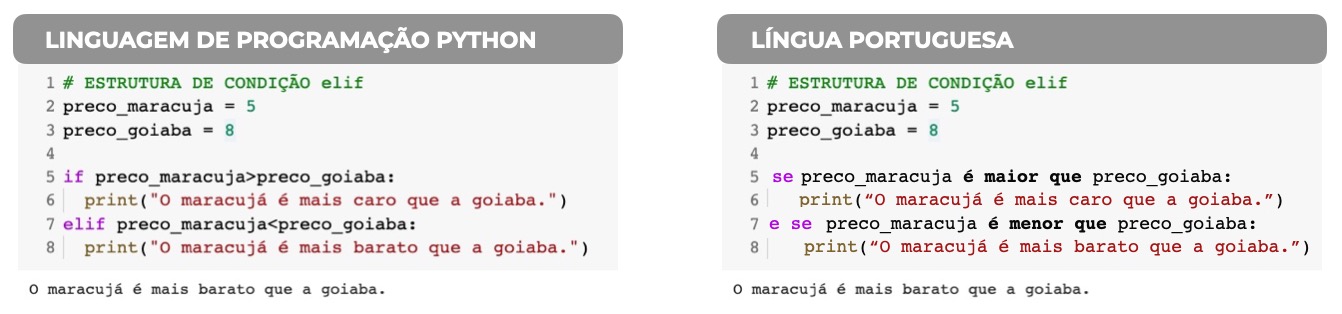 LINGUAGEM DE PROGRAMAÇÃO PYTHON
1 # ESTRUTURA DE CONDIÇÃO elif
2 preco_maracuja = 5
3 preco_goiaba = 8
4
5 if preco_maracuja>preco_goiaba:
6 print("O maracujá é mais caro que a goiaba.")
7 elif preco_maracuja<preco_goiaba:
8 print("O maracujá é mais barato que a goiaba.")
O maracujá é mais barato que a goiaba.
LÍNGUA PORTUGUESA
1 # ESTRUTURA DE CONDIÇÃO elif
2 preco_maracuja = 5
3 preco_goiaba = 8
4
5 se preco_maracuja é maior que preco_goiaba:
6 print(“O maracujá é mais caro que a goiaba.”)
7 e se preco_maracuja é menor que preco_goiaba:
8 print(“O maracujá é mais barato que a goiaba.”)
O maracujá é mais barato que a goiaba.